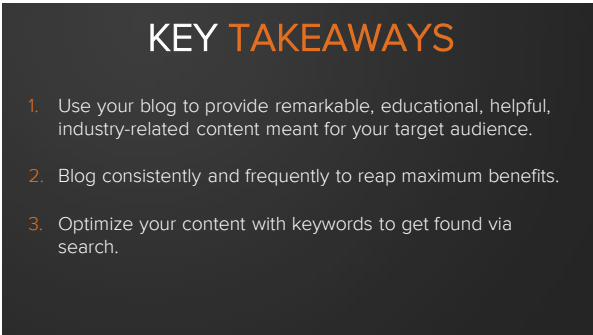 KEY TAKEAWAYS
1. Use your blog to provide remarkable, educational, helpful,
industry-related content meant for your target audience.
2. Blog consistently and frequently to reap maximum benefits.
3. Optimize your content with keywords to get found via
search.